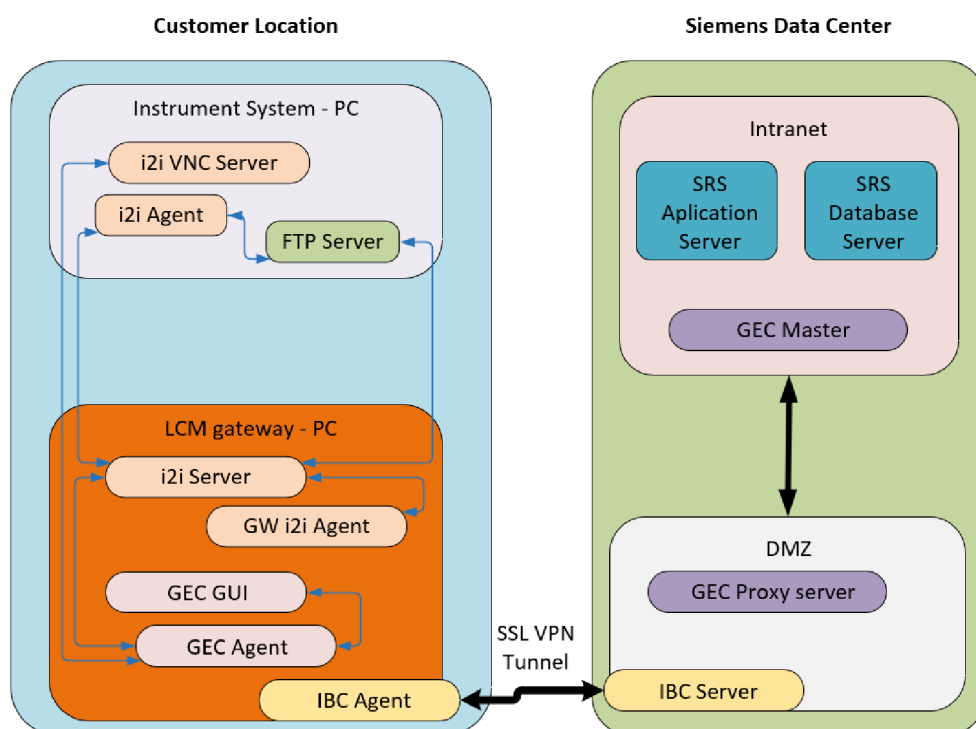 Customer Location
Siemens Data Center
Instrument System - PC
i2i VNC Server
i2i Agent
FTP Server
LCM gateway - PC
i2i Server
GW i2i Agent
GEC GUI
GEC Agent
IBC Agent
SSL VPN
Tunnel
Intranet
SRS
Aplication
Server
SRS
Database
Server
GEC Master
DMZ
GEC Proxy server
IBC Server